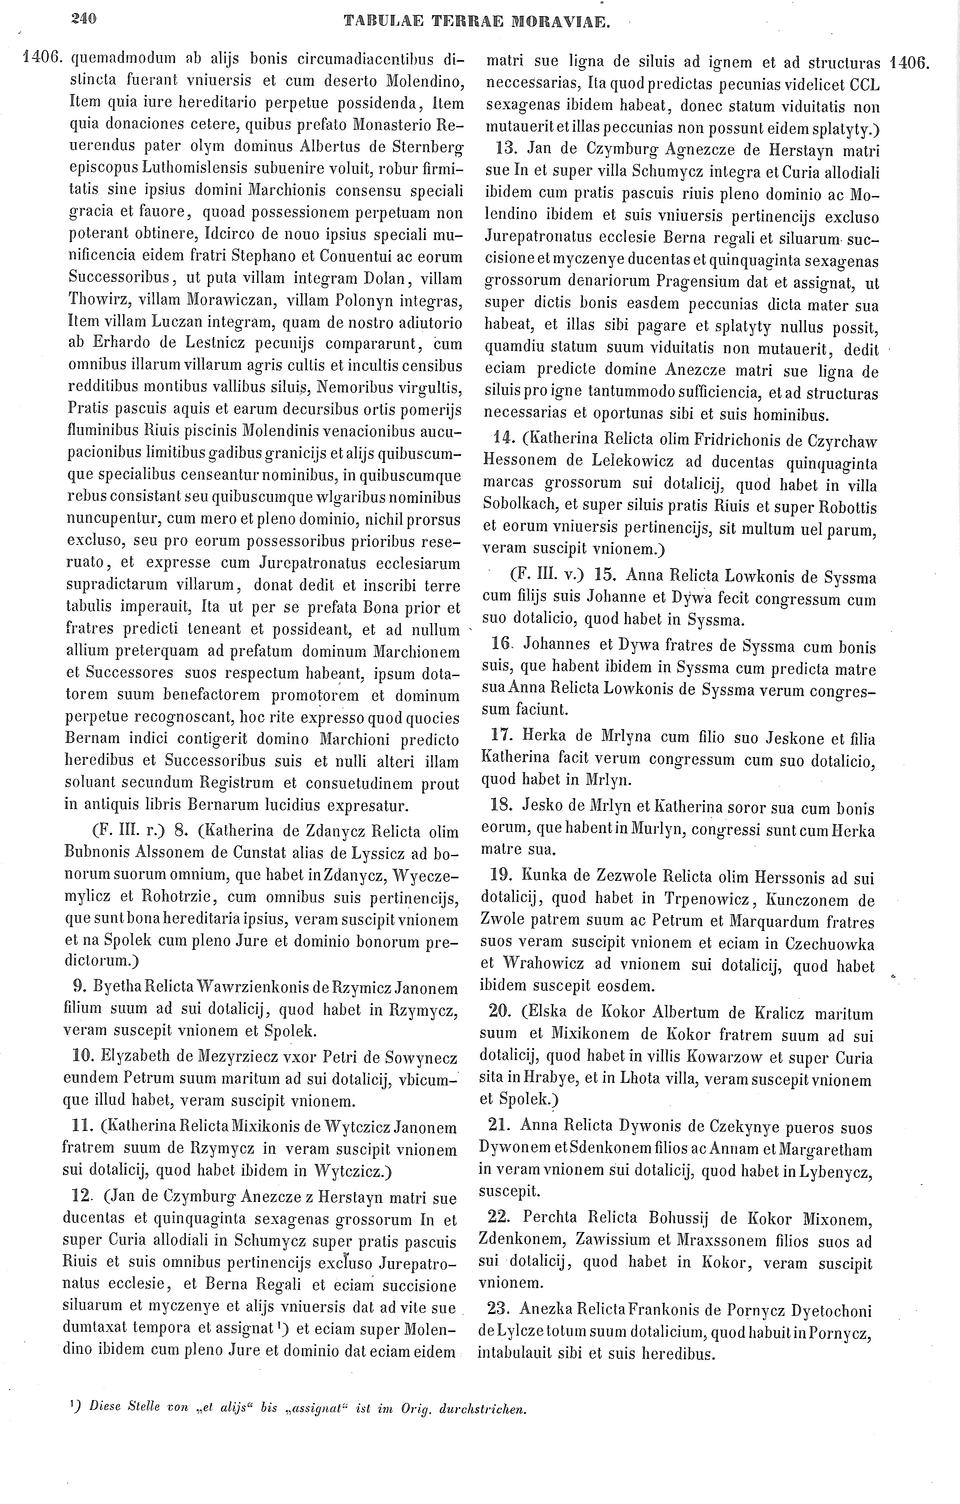 240
TABULAE TERRAE MORAVIAE.
1406. quemadmodum ab alijs bonis circumadiacentibus di-
stincta fuerant vniuersis et cum deserto Molendino,
Item quia iure hereditario perpetue possidenda, Item
quia donaciones cetere, quibus prefato Monasterio Re-
uerendus pater olym dominus Albertus de Sternberg
episcopus Luthomislensis subuenire voluit, robur firmi-
tatis sine ipsius domini Marchionis consensu speciali
gracia et fauore, quoad possessionem perpetuam non
poterant obtinere, Idcirco de nouo ipsius speciali mu-
nificencia eidem fratri Stephano et Conuentui ac eorum
Successoribus, ut puta villam integram Dolan, villam
Thowirz, villam Morawiczan, villam Polonyn integras,
Item villam Luczan integram, quam de nostro adiutorio
ab Erhardo de Lestnicz pecunijs compararunt, cum
omnibus illarum villarum agris cultis et incultis censibus
redditibus montibus vallibus siluis, Nemoribus virgultis,
Pratis pascuis aquis et earum decursibus ortis pomerijs
fluminibus Riuis piscinis Molendinis venacionibus aucu-
pacionibus limitibus gadibus granicijs et alijs quibuscum-
que specialibus censeantur nominibus, in quibuscumque
rebus consistant seu quibuscumque wlgaribus nominibus
nuncupentur, cum mero et pleno dominio, nichil prorsus
excluso, seu pro eorum possessoribus prioribus rese-
ruato, et expresse cum Jurepatronatus ecclesiarum
supradictarum villarum, donat dedit et inscribi terre
tabulis imperauit, Ita ut per se prefata Bona prior et
fratres predicti teneant et possideant, et ad nullum
allium preterquam ad prefatum dominum Marchionem
et Successores suos respectum habeant, ipsum dota-
torem suum benefactorem promotorem et dominum
perpetue recognoscant, hoc rite expresso quod quocies
Bernam indici contigerit domino Marchioni predicto
heredibus et Successoribus suis et nulli alteri illam
soluant secundum Registrum et consuetudinem prout
in antiquis libris Bernarum lucidius expresatur.
(F. III. r.) 8. (Katherina de Zdanycz Relicta olim
Bubnonis Alssonem de Cunstat alias de Lyssicz ad bo-
norum suorum omnium, que habet in Zdanycz, Wyecze-
mylicz et Rohotrzie, cum omnibus suis pertinencijs,
que sunt bona hereditaria ipsius, veram suscipit vnionem
et na Spolek cum pleno Jure et dominio bonorum pre-
dictorum.)
9. Byetha Relicta Wawrzienkonis de Rzymicz Janonem
filium suum ad sui dotalicij, quod habet in Rzymycz,
veram suscepit vnionem et Spolek.
10. Elyzabeth de Mezyrziecz vxor Petri de Sowynecz
eundem Petrum suum maritum ad sui dotalicij, vbicum-
que illud habet, veram suscipit vnionem.
11. (Katherina Relicta Mixikonis de Wytczicz Janonem
fratrem suum de Rzymycz in veram suscipit vnionem
sui dotalicij, quod habet ibidem in Wytczicz.)
12. (Jan de Czymburg Anezcze z Herstayn matri sue
ducentas et quinquaginta sexagenas grossorum In et
super Curia allodiali in Schumycz super pratis pascuis
Riuis et suis omnibus pertinencijs excluso Jurepatro-
natus ecclesie, et Berna Regali et eciam succisione
siluarum et myczenye et alijs vniuersis dat ad vite sue
dumtaxat tempora et assignat ¹) et eciam super Molen-
dino ibidem cum pleno Jure et dominio dat eciam eidem
matri sue ligna de siluis ad ignem et ad structuras 1406.
neccessarias, Ita quod predictas pecunias videlicet CCL
sexagenas ibidem habeat, donec statum viduitatis non
mutauerit et illas peccunias non possunt eidem splatyty.)
13. Jan de Czymburg Agnezcze de Herstayn matri
sue In et super villa Schumycz integra et Curia allodiali
ibidem cum pratis pascuis riuis pleno dominio ac Mo-
lendino ibidem et suis vniuersis pertinencijs excluso
Jurepatronatus ecclesie Berna regali et siluarum suc-
cisione et myczenye ducentas et quinquaginta sexagenas
grossorum denariorum Pragensium dat et assignat, ut
super dictis bonis easdem peccunias dicta mater sua
habeat, et illas sibi pagare et splatyty nullus possit,
quamdiu statum suum viduitatis non mutauerit, dedit
eciam predicte domine Anezcze matri sue ligna de
siluis pro igne tantummodo sufficiencia, et ad structuras
necessarias et oportunas sibi et suis hominibus.
14. (Katherina Relicta olim Fridrichonis de Czyrchaw
Hessonem de Lelekowicz ad ducentas quinquaginta
marcas grossorum sui dotalicij, quod habet in villa
Sobolkach, et super siluis pratis Riuis et super Robottis
et eorum vniuersis pertinencijs, sit multum uel parum,
veram suscipit vnionem.)
(F. III. v.) 15. Anna Relicta Lowkonis de Syssma
cum filijs suis Johanne et Dywa fecit congressum cum
suo dotalicio, quod habet in Syssma.
16. Johannes et Dywa fratres de Syssma cum bonis
suis, que habent ibidem in Syssma cum predicta matre
sua Anna Relicta Lowkonis de Syssma verum congres-
sum faciunt.
17. Herka de Mrlyna cum filio suo Jeskone et filia
Katherina facit verum congressum cum suo dotalicio,
quod habet in Mrlyn.
18. Jesko de Mrlyn et Katherina soror sua cum bonis
eorum, que habent in Murlyn, congressi sunt cum Herka
matre sua.
19. Kunka de Zezwole Relicta olim Herssonis ad sui
dotalicij, quod habet in Trpenowicz, Kunczonem de
Zwole patrem suum ac Petrum et Marquardum fratres
suos veram suscipit vnionem et eciam in Czechuowka
et Wrahowicz ad vnionem sui dotalicij, quod habet
ibidem suscepit eosdem.
20. (Elska de Kokor Albertum de Kralicz maritum
suum et Mixikonem de Kokor fratrem suum ad sui
dotalicij, quod habet in villis Kowarzow et super Curia
sita in Hrabye, et in Lhota villa, veram suscepit vnionem
et Spolek.)
21. Anna Relicta Dywonis de Czekynye pueros suos
Dywonem et Sdenkonem filios ac Annam et Margaretham
in veram vnionem sui dotalicij, quod habet in Lybenycz,
suscepit.
22. Perchta Relicta Bohussij de Kokor Mixonem,
Zdenkonem, Zawissium et Mraxssonem filios suos ad
sui dotalicij, quod habet in Kokor, veram suscipit
vnionem.
23. Anezka Relicta Frankonis de Pornycz Dyetochoni
de Lylcze totum suum dotalicium, quod habuit in Pornycz,
intabulauit sibi et suis heredibus.
¹) Diese Stelle von „et alijs“ bis „assignat“ ist im Orig. durchstrichen.